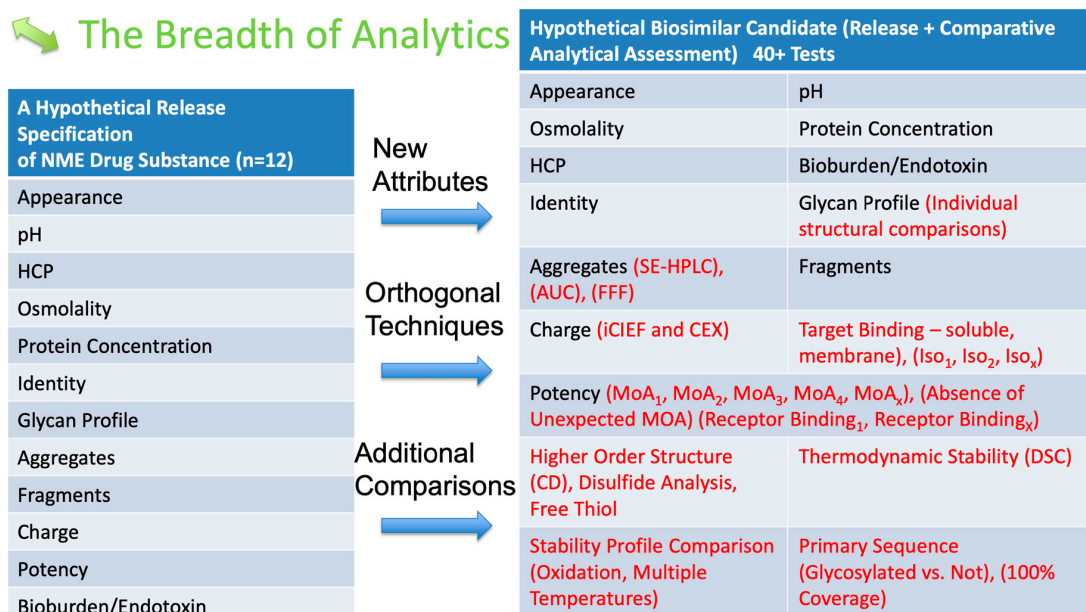 The Breadth of Analytics
A Hypothetical Release
Specification
of NME Drug Substance (n=12)
Appearance
pH
HCP
Osmolality
Protein Concentration
Identity
Glycan Profile
Aggregates
Fragments
Charge
Potency
Bioburden/Endotoxin
New
Attributes
Orthogonal
Techniques
Additional
Comparisons
Hypothetical Biosimilar Candidate (Release + Comparative
Analytical Assessment)   40+ Tests
Appearance
pH
Osmolality
Protein Concentration
HCP
Bioburden/Endotoxin
Identity
Glycan Profile (Individual
structural comparisons)
Aggregates (SE-HPLC),
(AUC), (FFF)
Fragments
Charge (iCIEF and CEX)
Target Binding – soluble,
membrane), (Iso₁, Iso₂, Isoₓ)
Potency (MoA₁, MoA₂, MoA₃, MoA₄, MoAₓ), (Absence of
Unexpected MOA) (Receptor Binding₁, Receptor Bindingₓ)
Higher Order Structure
(CD), Disulfide Analysis,
Free Thiol
Thermodynamic Stability (DSC)
Stability Profile Comparison
(Oxidation, Multiple
Temperatures)
Primary Sequence
(Glycosylated vs. Not), (100%
Coverage)